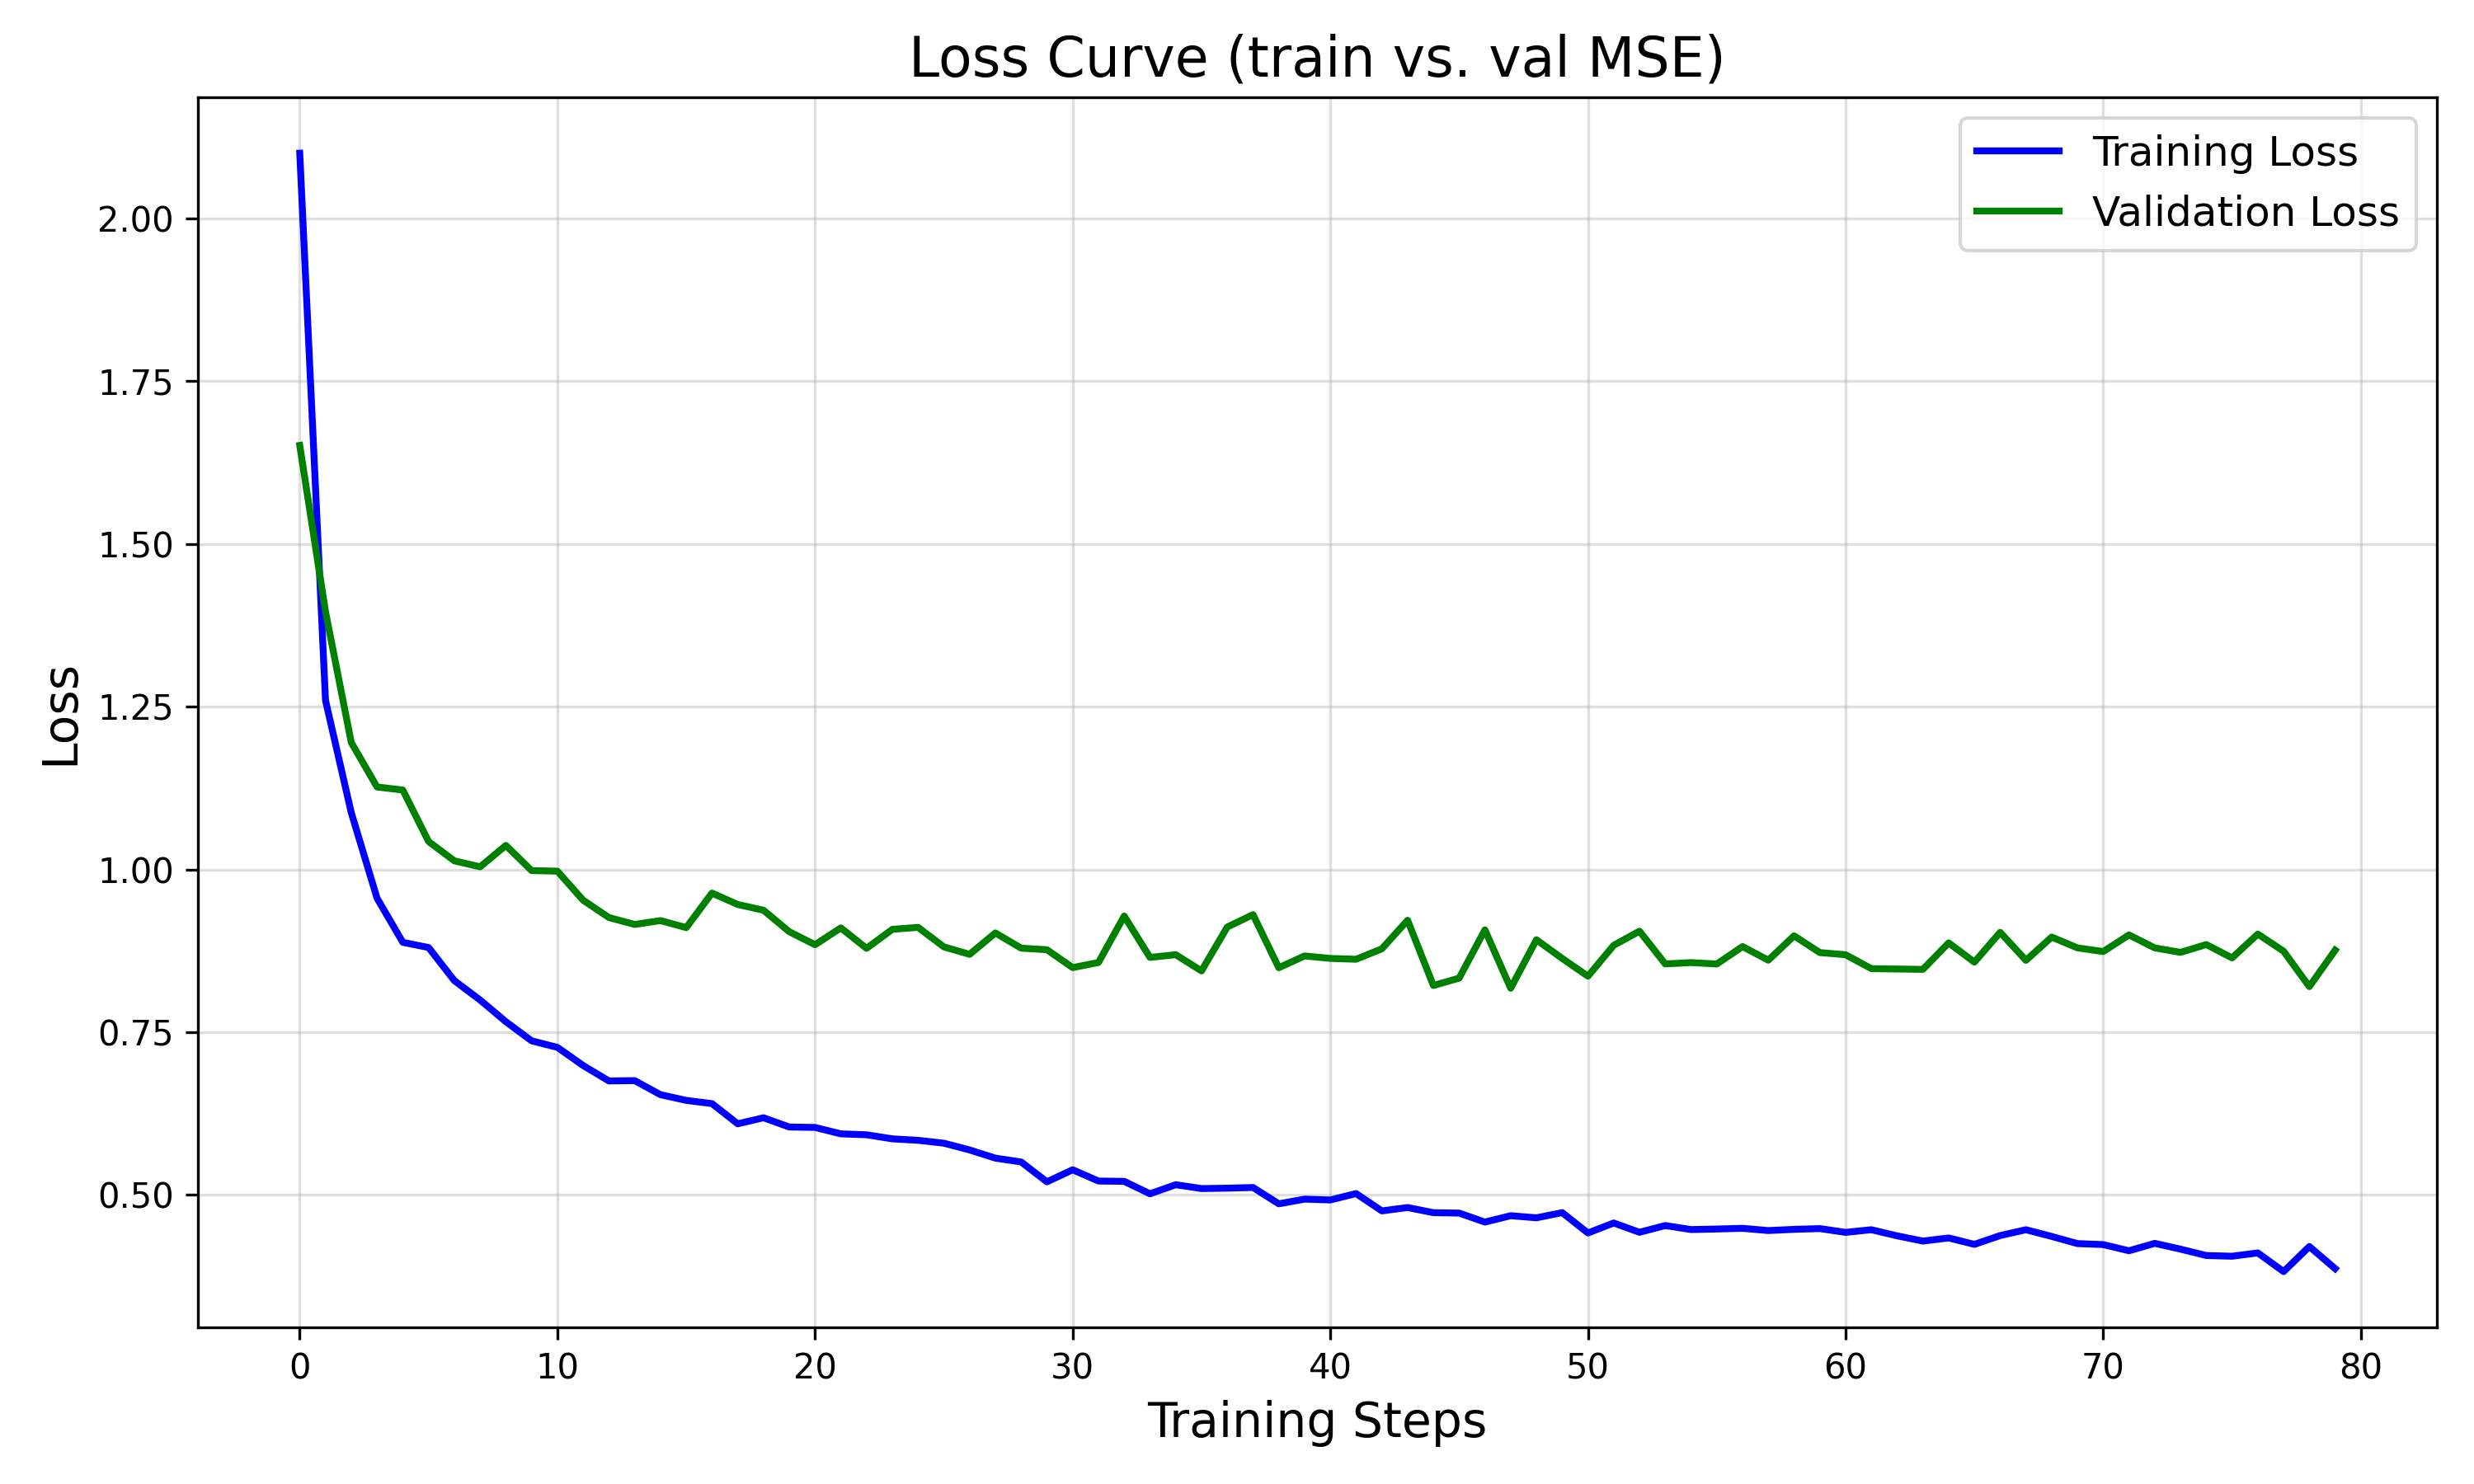 Loss Curve (train vs. val MSE)
Training Loss
Validation Loss
2.00
1.75
1.50
1.25
1.00
0.75
0.50
Loss
0 10 20 30 40 50 60 70 80
Training Steps